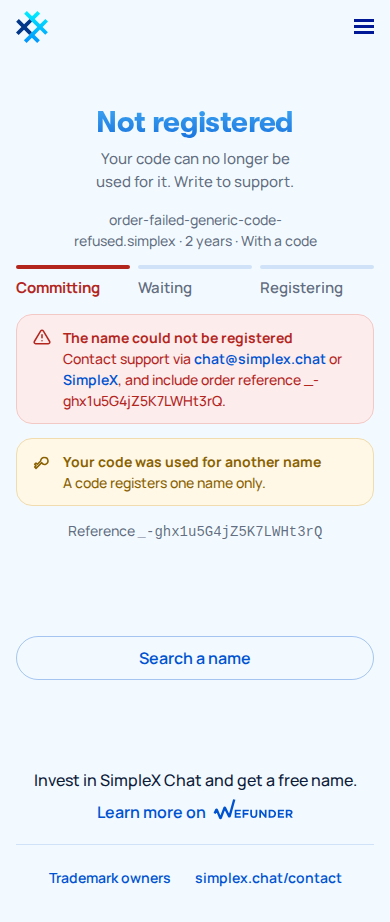 Not registered
Your code can no longer be
used for it. Write to support.
order-failed-generic-code-
refused.simplex · 2 years · With a code
Committing Waiting Registering
The name could not be registered
Contact support via chat@simplex.chat or
SimpleX, and include order reference _-
ghx1u5G4jZ5K7LWHt3rQ.
Your code was used for another name
A code registers one name only.
Reference _-ghx1u5G4jZ5K7LWHt3rQ
Search a name
Invest in SimpleX Chat and get a free name.
Learn more on WEFUNDER
Trademark owners simplex.chat/contact